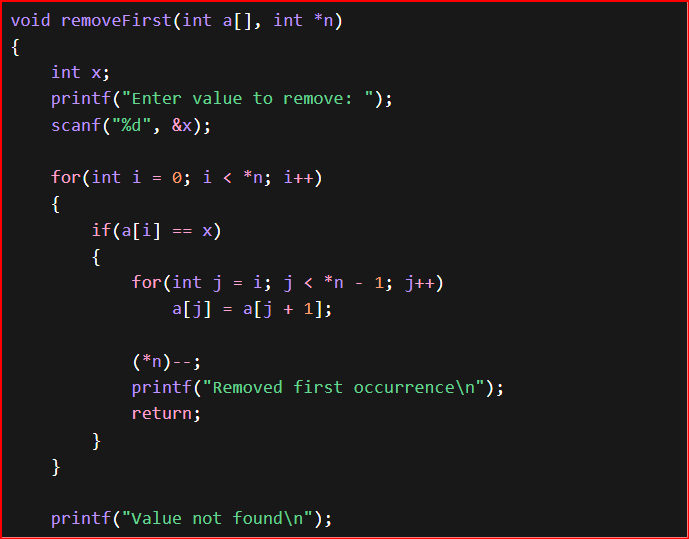 void removeFirst(int a[], int *n)
{
    int x;
    printf("Enter value to remove: ");
    scanf("%d", &x);

    for(int i = 0; i < *n; i++)
    {
        if(a[i] == x)
        {
            for(int j = i; j < *n - 1; j++)
                a[j] = a[j + 1];

            (*n)--;
            printf("Removed first occurrence\n");
            return;
        }
    }

    printf("Value not found\n");